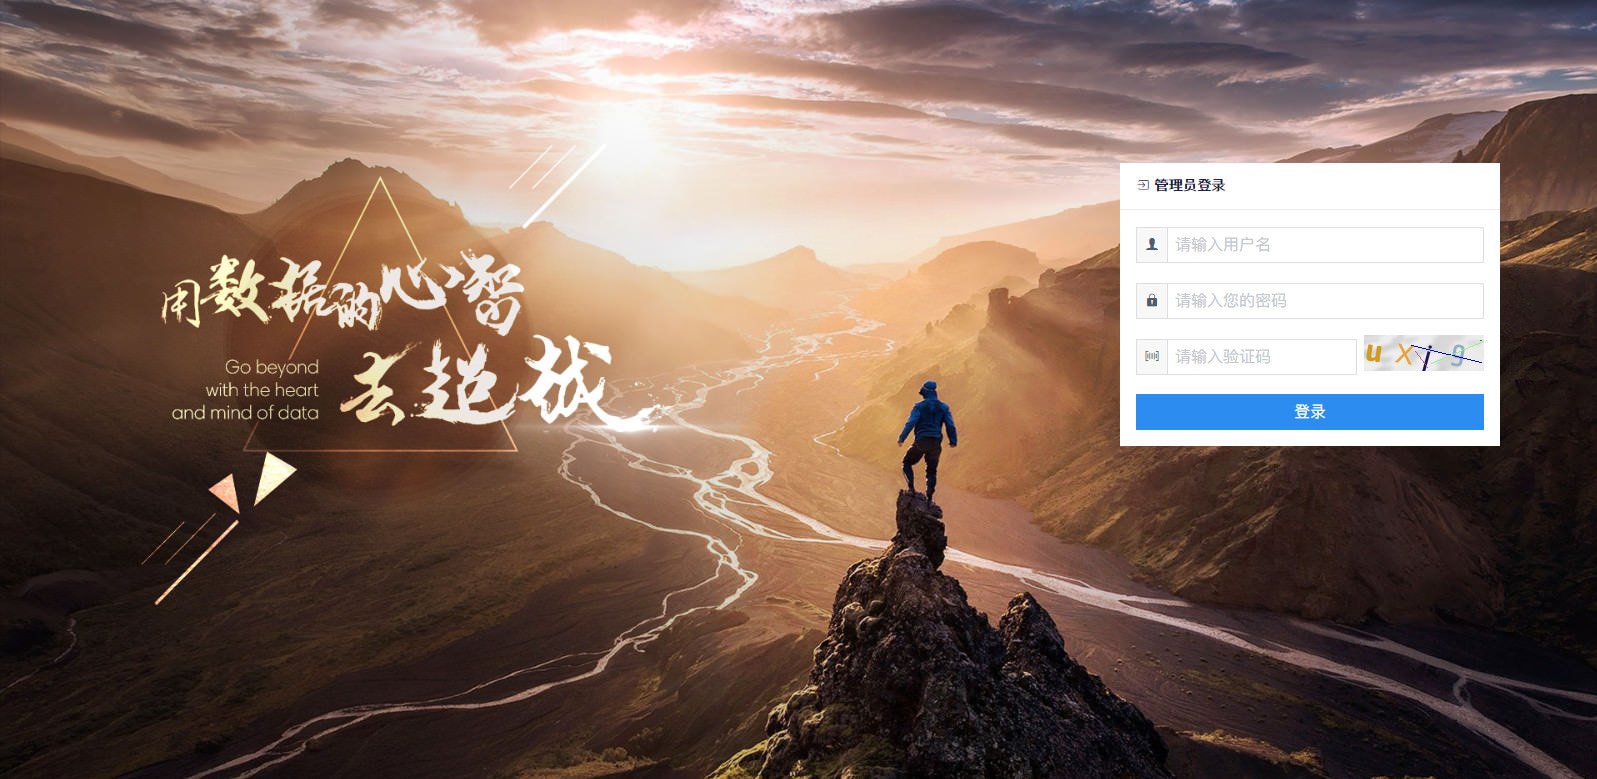 用数据的心智
去超越
Go beyond
with the heart
and mind of data
管理员登录
请输入用户名
请输入您的密码
请输入验证码
uXj9
登录